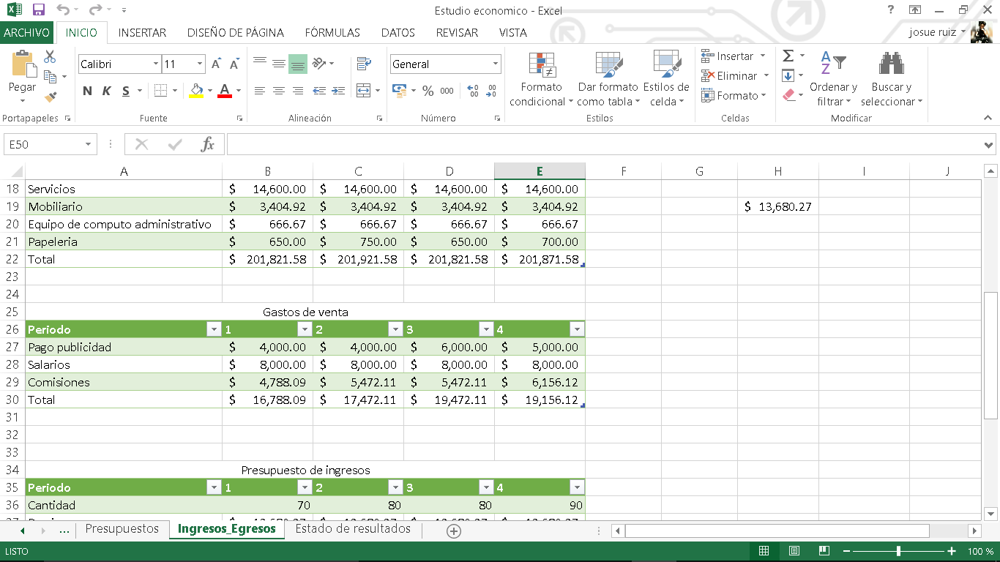 Estudio economico - Excel
?
ARCHIVO INICIO INSERTAR DISEÑO DE PÁGINA FÓRMULAS DATOS REVISAR VISTA josue ruiz
Pegar
Portapapeles
Calibri 11
N K S
Fuente
Alineación
General
% 000
Número
Formato condicional
Dar formato como tabla
Estilos de celda
Estilos
Insertar
Eliminar
Formato
Celdas
Ordenar y filtrar
Buscar y seleccionar
Modificar
E50 fx
A B C D E F G H I J
18 Servicios $ 14,600.00 $ 14,600.00 $ 14,600.00 $ 14,600.00
19 Mobiliario $ 3,404.92 $ 3,404.92 $ 3,404.92 $ 3,404.92 $ 13,680.27
20 Equipo de computo administrativo $ 666.67 $ 666.67 $ 666.67 $ 666.67
21 Papeleria $ 650.00 $ 750.00 $ 650.00 $ 700.00
22 Total $ 201,821.58 $ 201,921.58 $ 201,821.58 $ 201,871.58
23
24
25 Gastos de venta
26 Periodo 1 2 3 4
27 Pago publicidad $ 4,000.00 $ 4,000.00 $ 6,000.00 $ 5,000.00
28 Salarios $ 8,000.00 $ 8,000.00 $ 8,000.00 $ 8,000.00
29 Comisiones $ 4,788.09 $ 5,472.11 $ 5,472.11 $ 6,156.12
30 Total $ 16,788.09 $ 17,472.11 $ 19,472.11 $ 19,156.12
31
32
33
34 Presupuesto de ingresos
35 Periodo 1 2 3 4
36 Cantidad 70 80 80 90
... Presupuestos Ingresos_Egresos Estado de resultados
LISTO 100 %